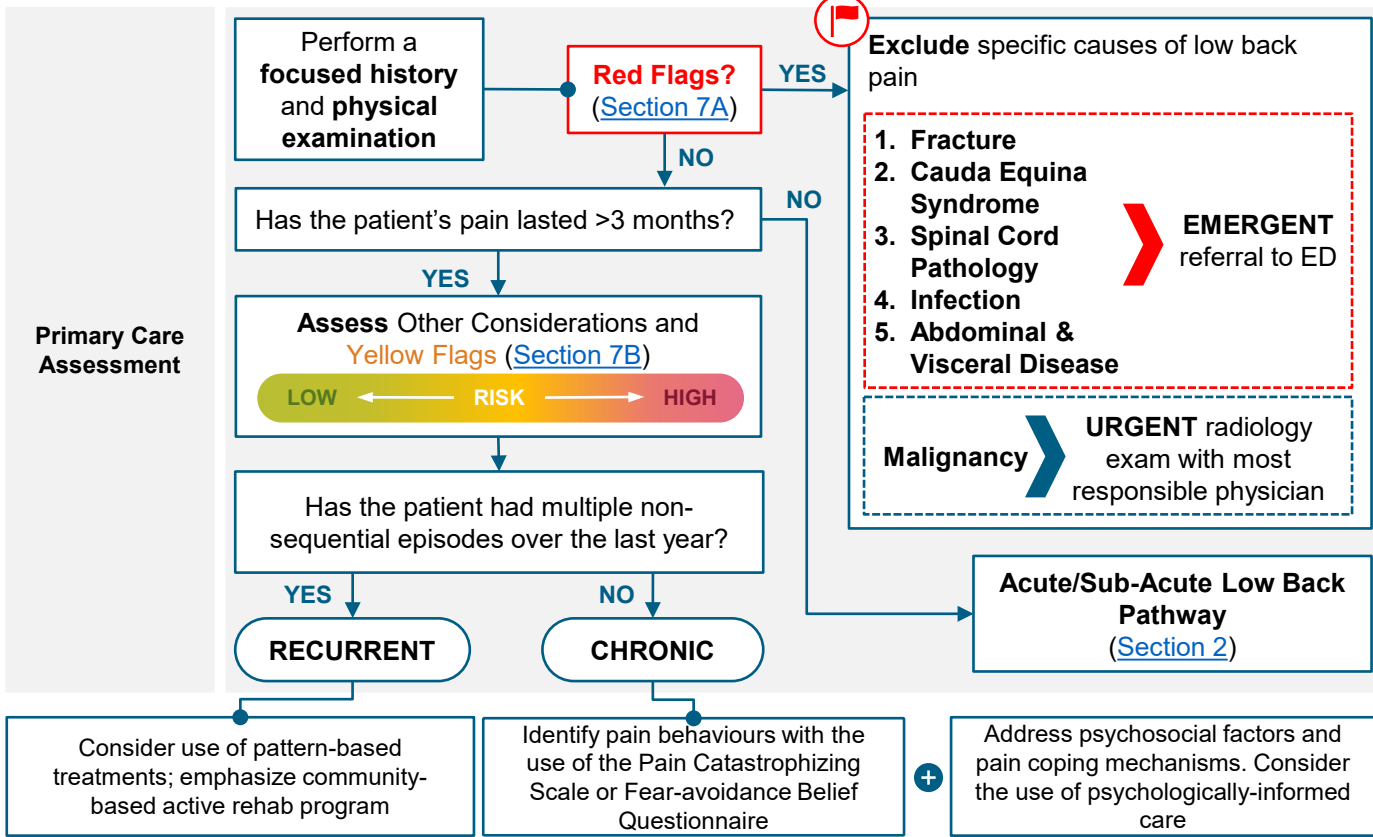 Primary Care
Assessment
Perform a
focused history
and physical
examination
Red Flags?
(Section 7A)
YES
NO
Exclude specific causes of low back
pain
1. Fracture
2. Cauda Equina
Syndrome
3. Spinal Cord
Pathology
4. Infection
5. Abdominal &
Visceral Disease
EMERGENT
referral to ED
Malignancy
URGENT radiology
exam with most
responsible physician
Has the patient's pain lasted >3 months?
NO
YES
Assess Other Considerations and
Yellow Flags (Section 7B)
LOW RISK HIGH
Has the patient had multiple non-
sequential episodes over the last year?
YES
NO
RECURRENT
CHRONIC
Acute/Sub-Acute Low Back
Pathway
(Section 2)
Consider use of pattern-based
treatments; emphasize community-
based active rehab program
Identify pain behaviours with the
use of the Pain Catastrophizing
Scale or Fear-avoidance Belief
Questionnaire
+
Address psychosocial factors and
pain coping mechanisms. Consider
the use of psychologically-informed
care